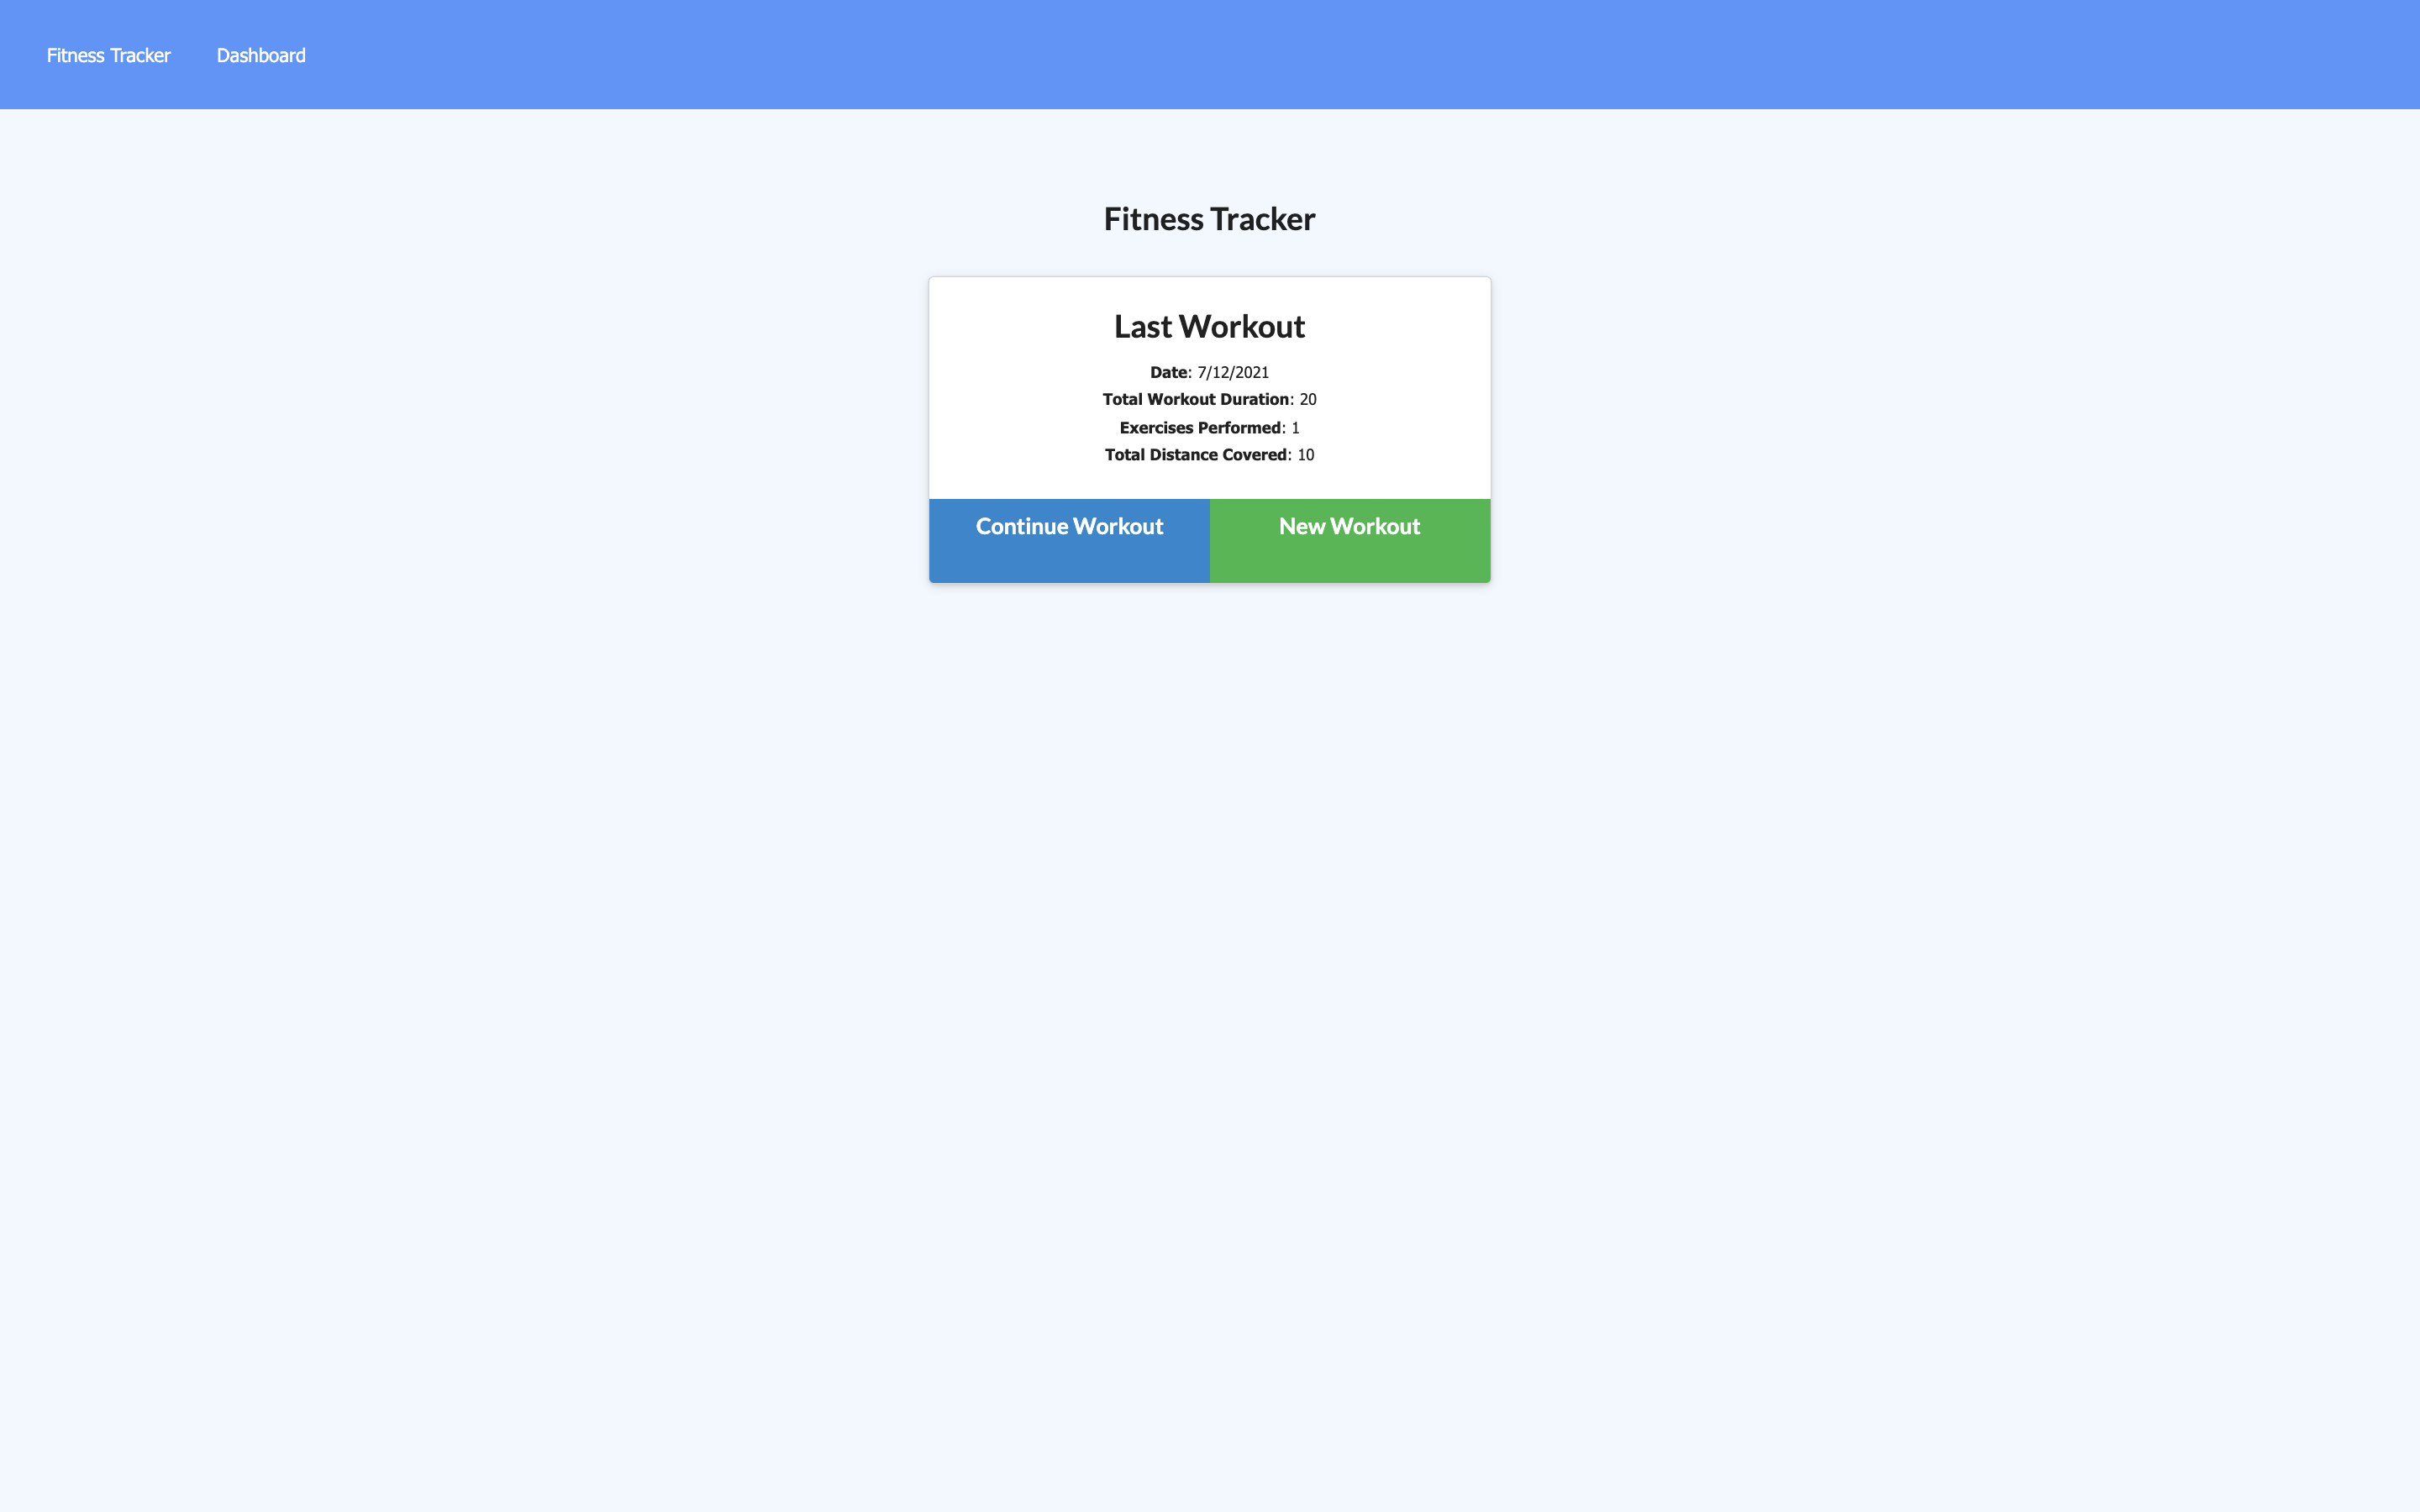 Fitness Tracker Dashboard
Fitness Tracker
Last Workout
Date: 7/12/2021
Total Workout Duration: 20
Exercises Performed: 1
Total Distance Covered: 10
Continue Workout New Workout